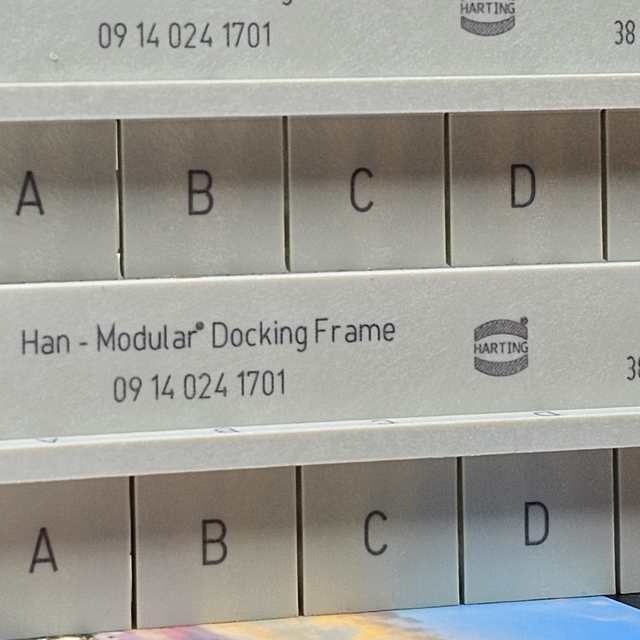 HARTING
09 14 024 1701
38
A B C D
Han - Modular® Docking Frame
HARTING
09 14 024 1701
38
A B C D